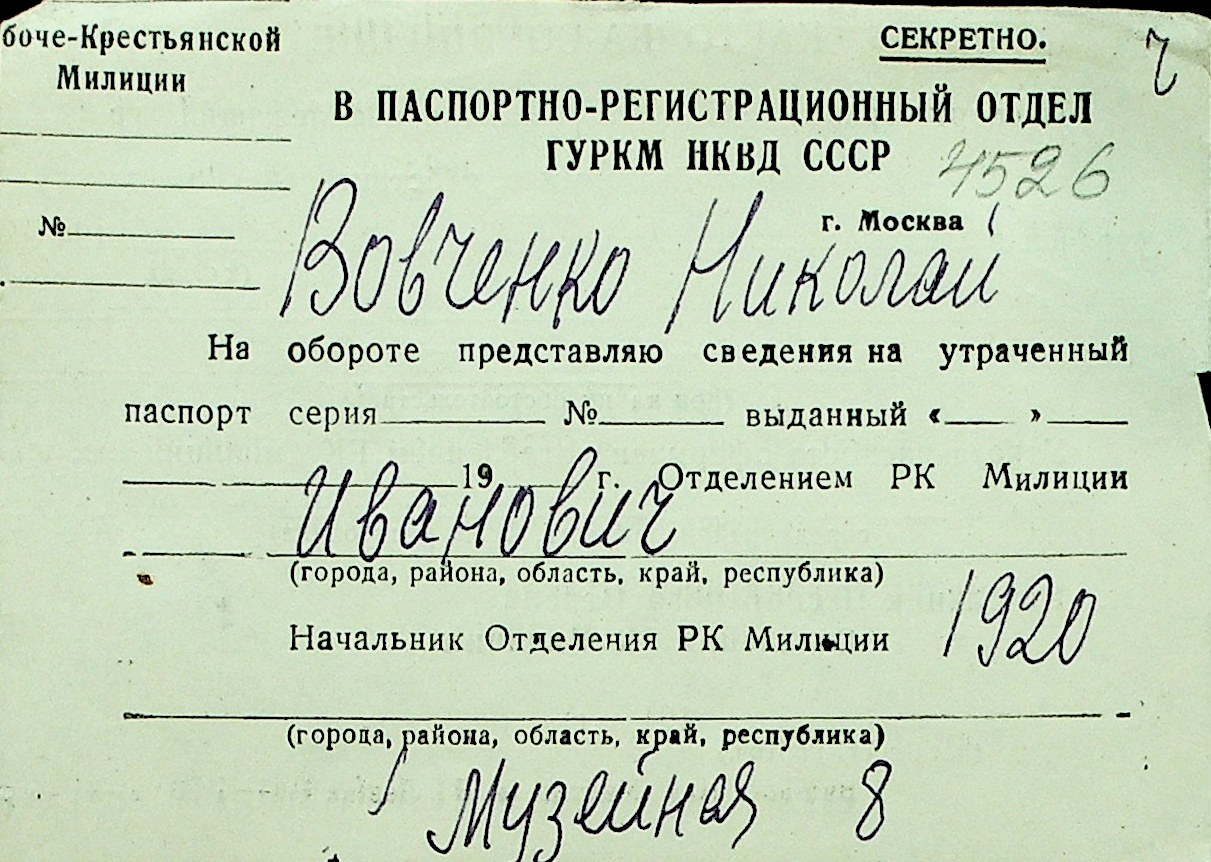 боче-Крестьянской
Милиции
№
СЕКРЕТНО.
В ПАСПОРТНО-РЕГИСТРАЦИОННЫЙ ОТДЕЛ
ГУРКМ НКВД СССР
4526
г. Москва
Вовченко Николай
На обороте представляю сведения на утраченный
паспорт серия № выданный « »
19 г. Отделением РК Милиции
Иванович
(города, района, область, край, республика)
1920
Начальник Отделения РК Милиции
(города, района, область, край, республика)
Музейная 8